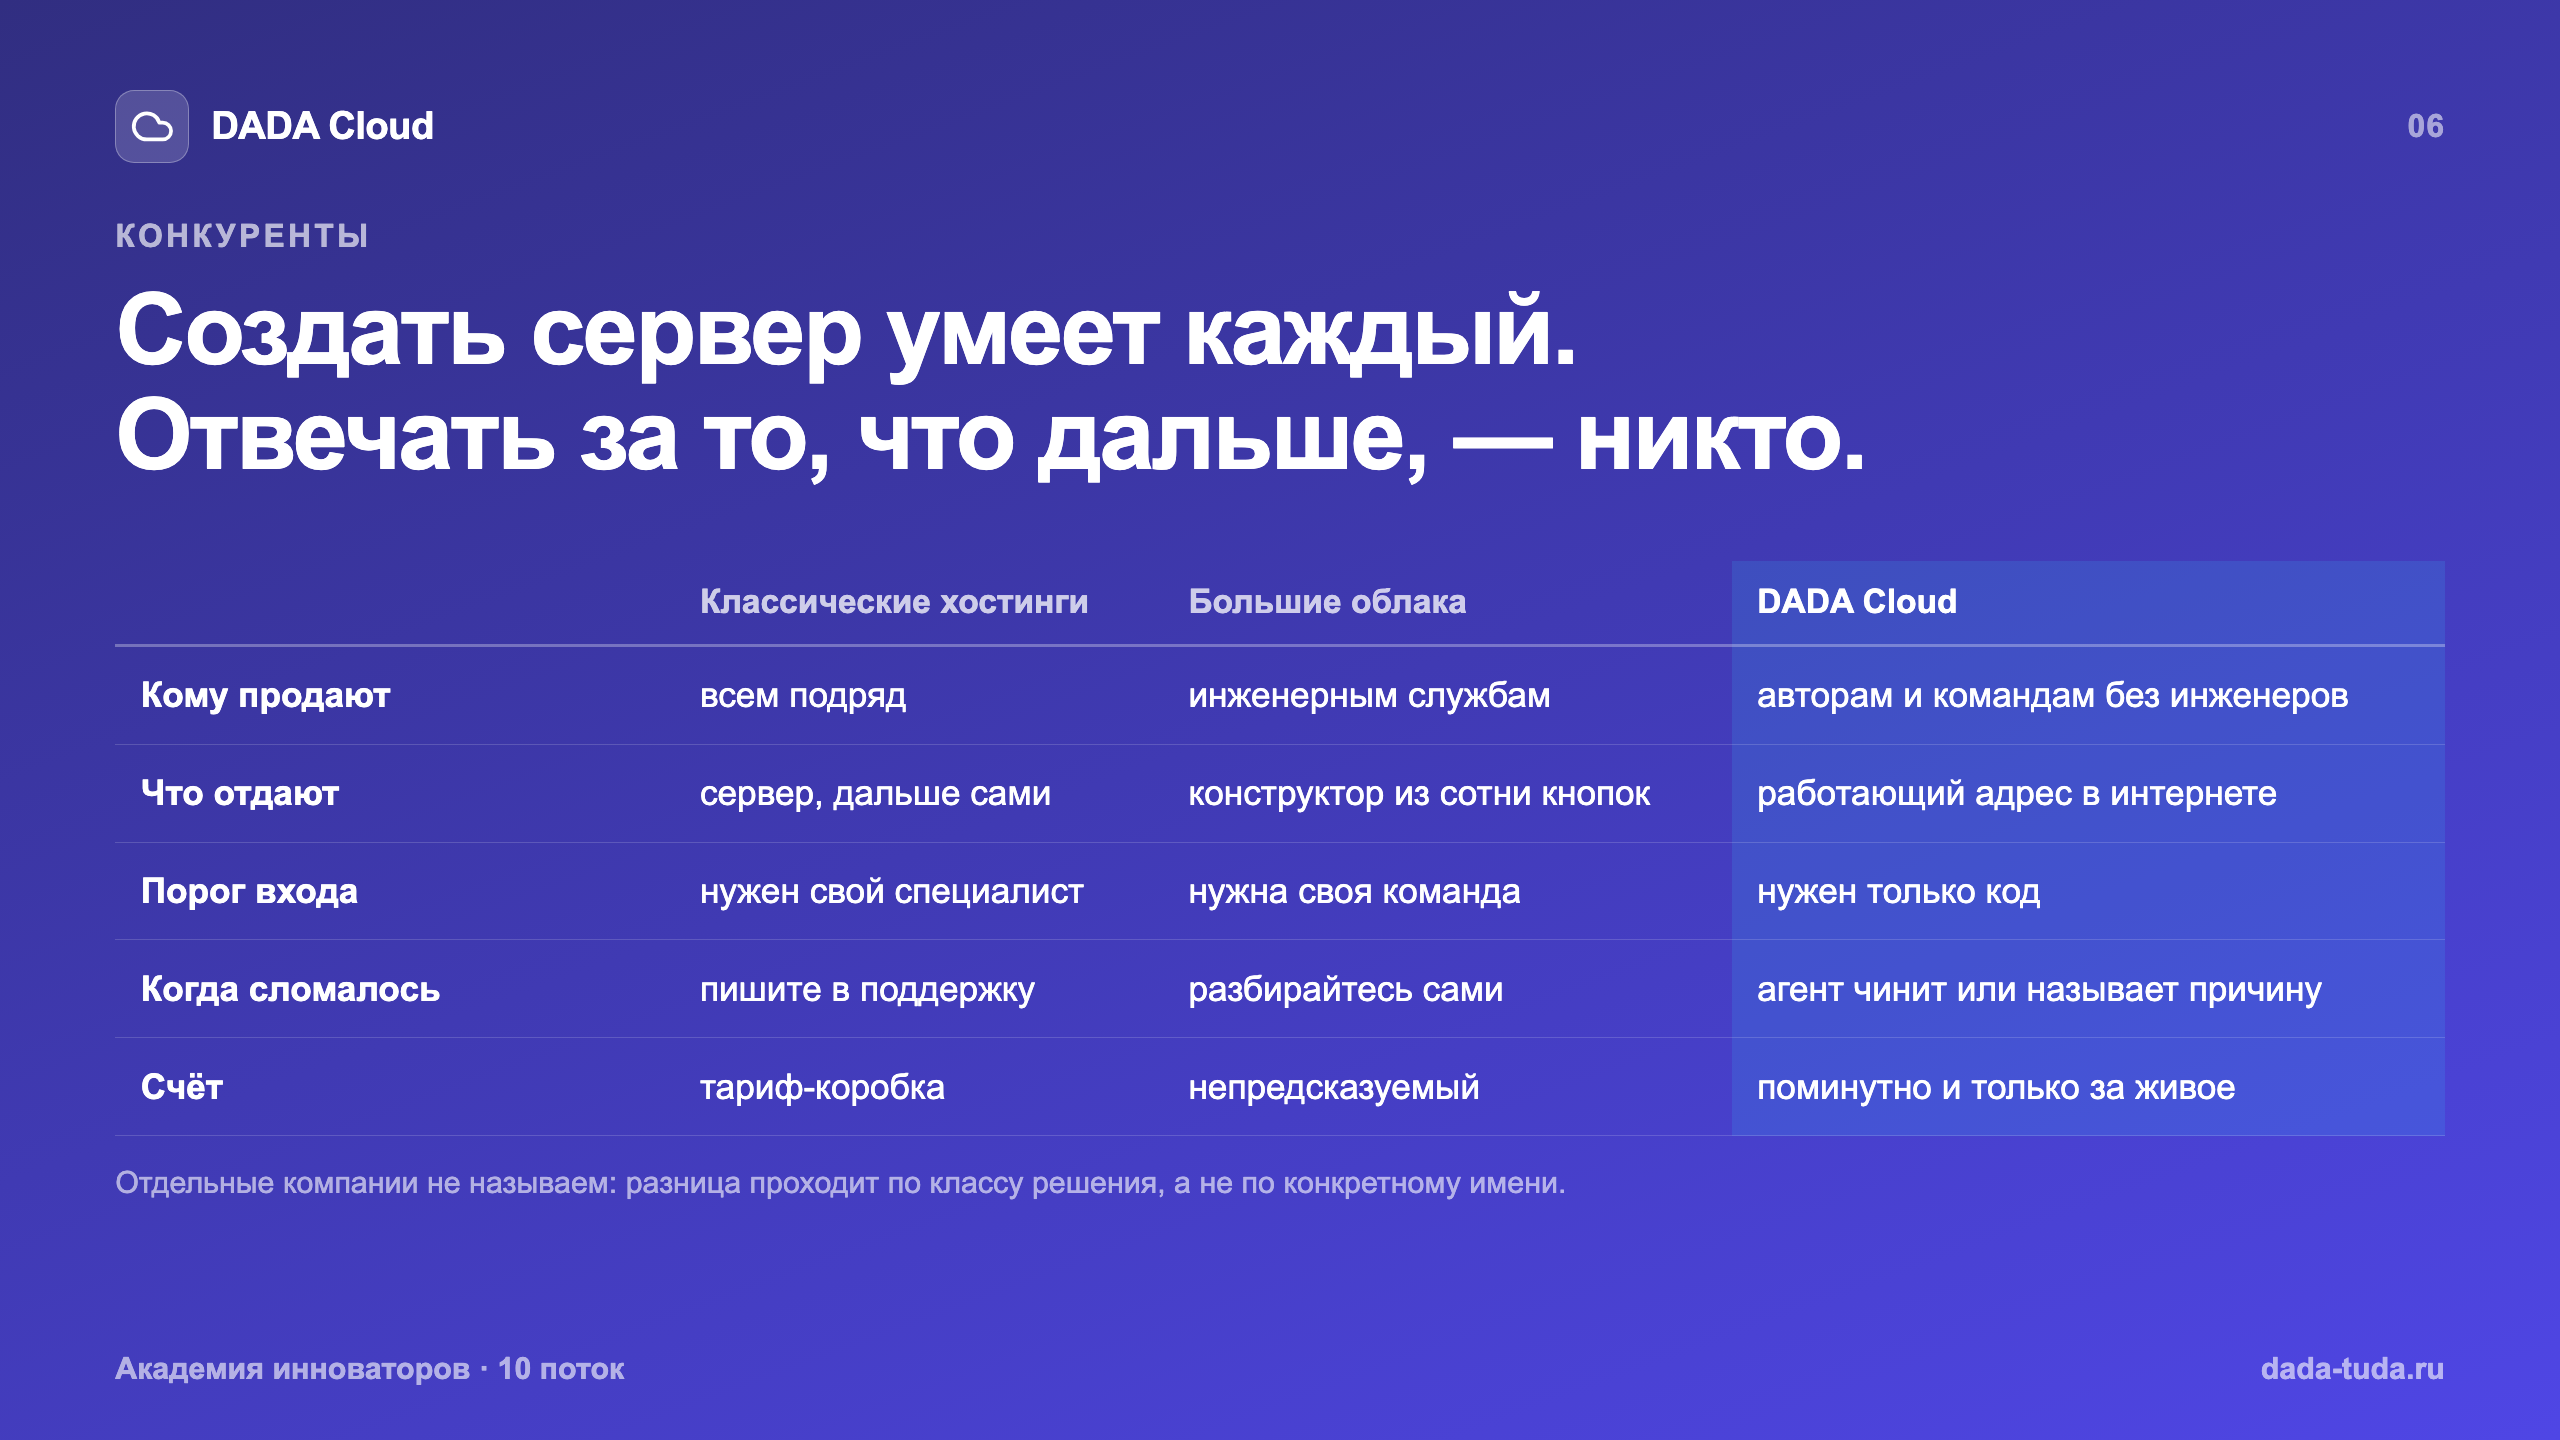 DADA Cloud
06
КОНКУРЕНТЫ
Создать сервер умеет каждый.
Отвечать за то, что дальше, — никто.
Классические хостинги Большие облака DADA Cloud
Кому продают всем подряд инженерным службам авторам и командам без инженеров
Что отдают сервер, дальше сами конструктор из сотни кнопок работающий адрес в интернете
Порог входа нужен свой специалист нужна своя команда нужен только код
Когда сломалось пишите в поддержку разбирайтесь сами агент чинит или называет причину
Счёт тариф-коробка непредсказуемый поминутно и только за живое
Отдельные компании не называем: разница проходит по классу решения, а не по конкретному имени.
Академия инноваторов · 10 поток
dada-tuda.ru